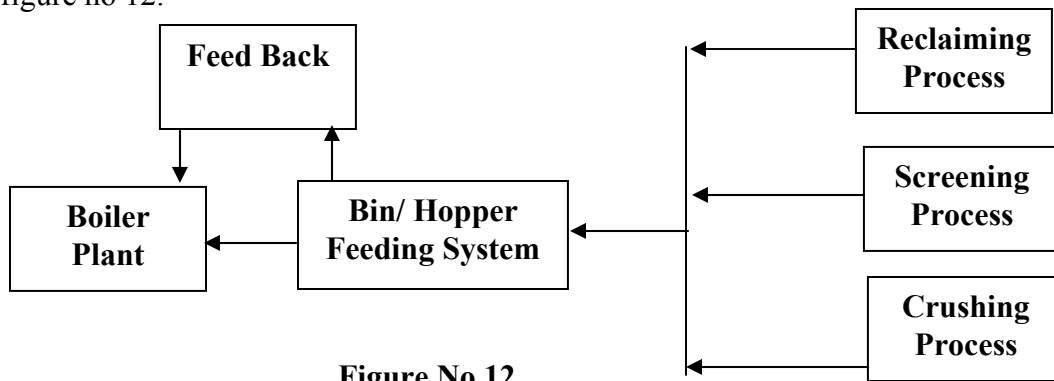 figure no 12.
Feed Back
Reclaiming
Process
Screening
Process
Boiler
Plant
Bin/ Hopper
Feeding System
Crushing
Process
Figure No 12